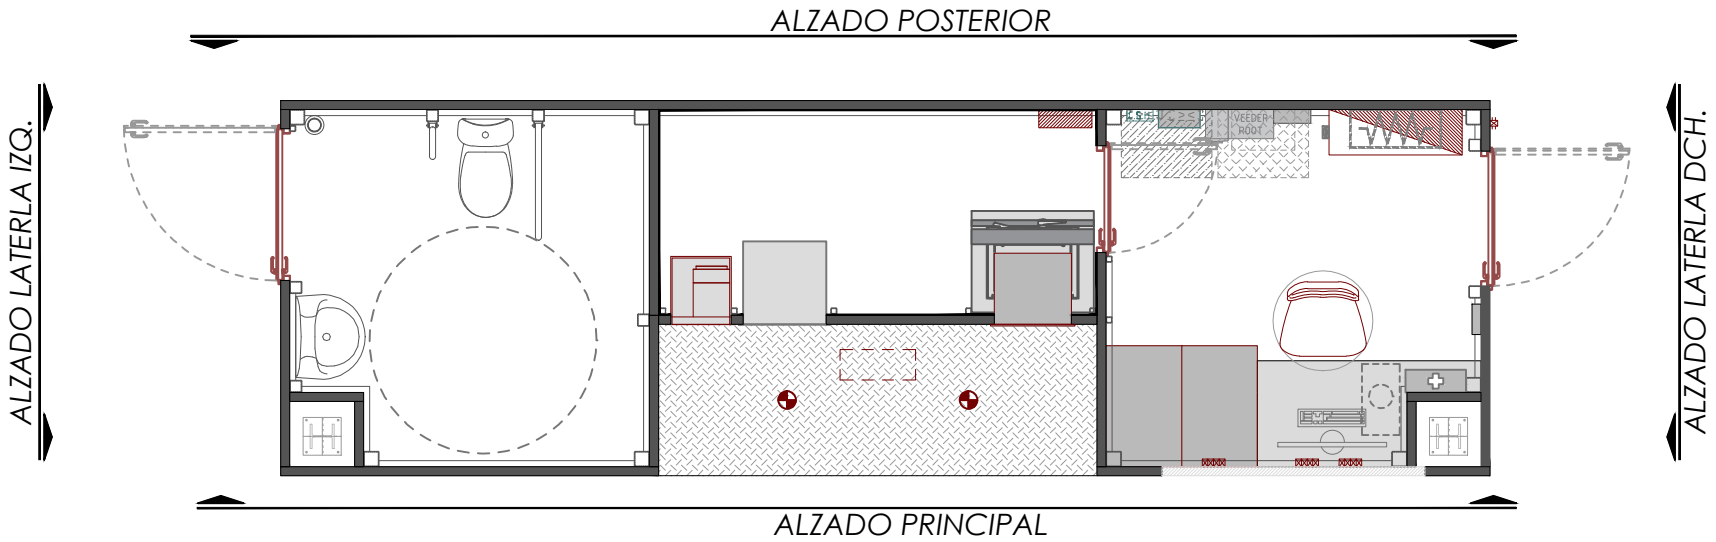 ALZADO POSTERIOR
ALZADO LATERLA IZQ.
VEEDER
ROOT
ALZADO LATERLA DCH.
ALZADO PRINCIPAL